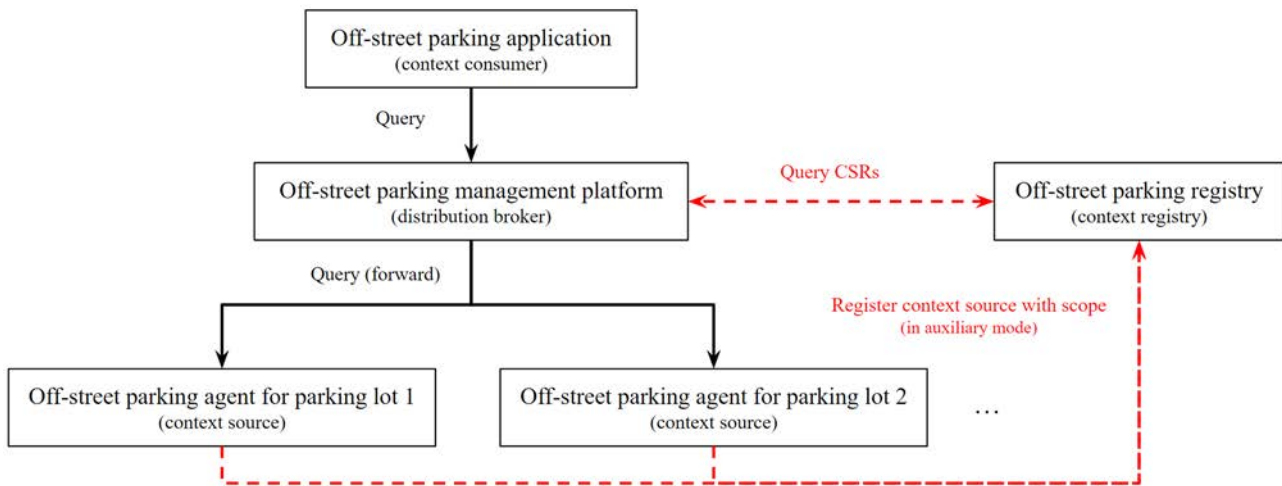 Off-street parking application
(context consumer)
Query
Off-street parking management platform
(distribution broker)
Query CSRs
Off-street parking registry
(context registry)
Query (forward)
Register context source with scope
(in auxiliary mode)
Off-street parking agent for parking lot 1
(context source)
Off-street parking agent for parking lot 2
(context source)
…